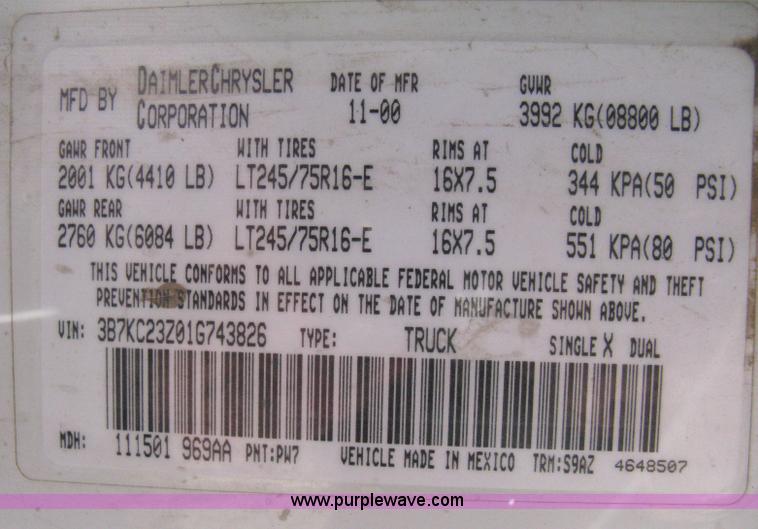 MFD BY DAIMLERCHRYSLER CORPORATION DATE OF MFR 11-00 GVWR 3992 KG(08800 LB)
GAWR FRONT WITH TIRES RIMS AT COLD
2001 KG(4410 LB) LT245/75R16-E 16X7.5 344 KPA(50 PSI)
GAWR REAR WITH TIRES RIMS AT COLD
2760 KG(6084 LB) LT245/75R16-E 16X7.5 551 KPA(80 PSI)
THIS VEHICLE CONFORMS TO ALL APPLICABLE FEDERAL MOTOR VEHICLE SAFETY AND THEFT
PREVENTION STANDARDS IN EFFECT ON THE DATE OF MANUFACTURE SHOWN ABOVE.
VIN: 3B7KC23Z01G743826 TYPE: TRUCK SINGLE X DUAL
MDH: 111501 969AA PNT:PW7 VEHICLE MADE IN MEXICO TRM:S9AZ 4648507
www.purplewave.com